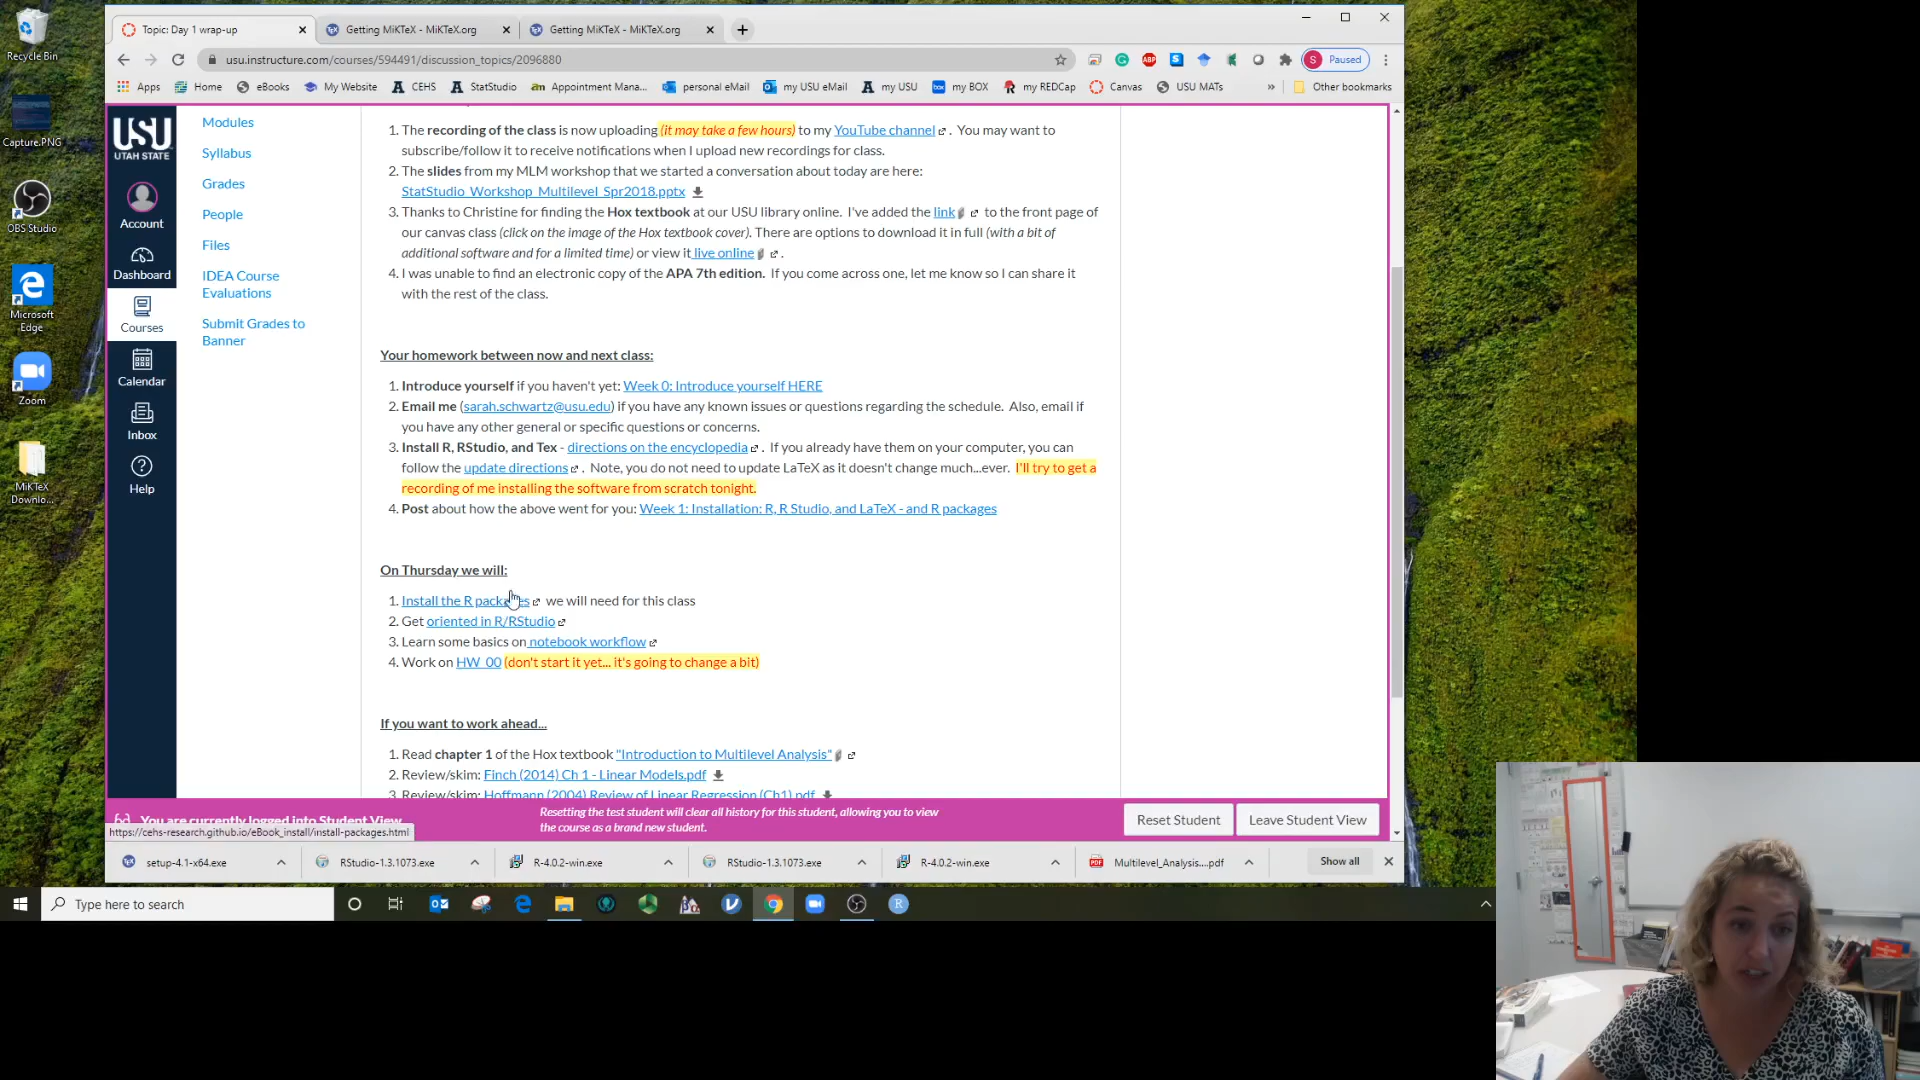 Recycle Bin
Capture.PNG
OBS Studio
Microsoft
Edge
Zoom
MiKTeX
Downlo...
Topic: Day 1 wrap-up
Getting MiKTeX - MiKTeX.org
Getting MiKTeX - MiKTeX.org
usu.instructure.com/courses/594491/discussion_topics/2096880
ABP
S
Paused
Apps
Home
eBooks
My Website
CEHS
StatStudio
Appointment Mana...
personal eMail
my USU eMail
my USU
my BOX
my REDCap
Canvas
USU MATs
»
Other bookmarks
USU
UTAH STATE
Account
Dashboard
Courses
Calendar
Inbox
Help
Modules
Syllabus
Grades
People
Files
IDEA Course
Evaluations
Submit Grades to
Banner
1. The recording of the class is now uploading (it may take a few hours) to my YouTube channel. You may want to
subscribe/follow it to receive notifications when I upload new recordings for class.
2. The slides from my MLM workshop that we started a conversation about today are here:
StatStudio_Workshop_Multilevel_Spr2018.pptx
3. Thanks to Christine for finding the Hox textbook at our USU library online. I've added the link to the front page of
our canvas class (click on the image of the Hox textbook cover). There are options to download it in full (with a bit of
additional software and for a limited time) or view it live online .
4. I was unable to find an electronic copy of the APA 7th edition. If you come across one, let me know so I can share it
with the rest of the class.
Your homework between now and next class:
1. Introduce yourself if you haven't yet: Week 0: Introduce yourself HERE
2. Email me (sarah.schwartz@usu.edu) if you have any known issues or questions regarding the schedule. Also, email if
you have any other general or specific questions or concerns.
3. Install R, RStudio, and Tex - directions on the encyclopedia . If you already have them on your computer, you can
follow the update directions . Note, you do not need to update LaTeX as it doesn't change much...ever. I'll try to get a
recording of me installing the software from scratch tonight.
4. Post about how the above went for you: Week 1: Installation: R, R Studio, and LaTeX - and R packages
On Thursday we will:
1. Install the R packages we will need for this class
2. Get oriented in R/RStudio
3. Learn some basics on notebook workflow
4. Work on HW_00 (don't start it yet... it's going to change a bit)
If you want to work ahead...
1. Read chapter 1 of the Hox textbook "Introduction to Multilevel Analysis"
2. Review/skim: Finch (2014) Ch 1 - Linear Models.pdf
3. Review/skim: Hoffmann (2004) Review of Linear Regression (Ch1).pdf
You are currently logged into Student View
Resetting the test student will clear all history for this student, allowing you to view
the course as a brand new student.
Reset Student
Leave Student View
https://cehs-research.github.io/eBook_install/install-packages.html
setup-4.1-x64.exe
RStudio-1.3.1073.exe
R-4.0.2-win.exe
RStudio-1.3.1073.exe
R-4.0.2-win.exe
Multilevel_Analysis....pdf
Show all
Type here to search